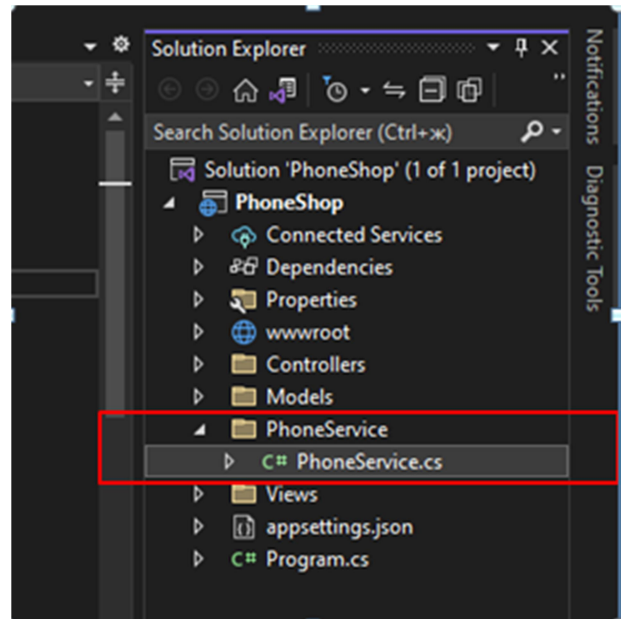 Solution Explorer
Search Solution Explorer (Ctrl+ж)
Solution 'PhoneShop' (1 of 1 project)
PhoneShop
Connected Services
Dependencies
Properties
wwwroot
Controllers
Models
PhoneService
C# PhoneService.cs
Views
appsettings.json
C# Program.cs
Notifications
Diagnostic Tools